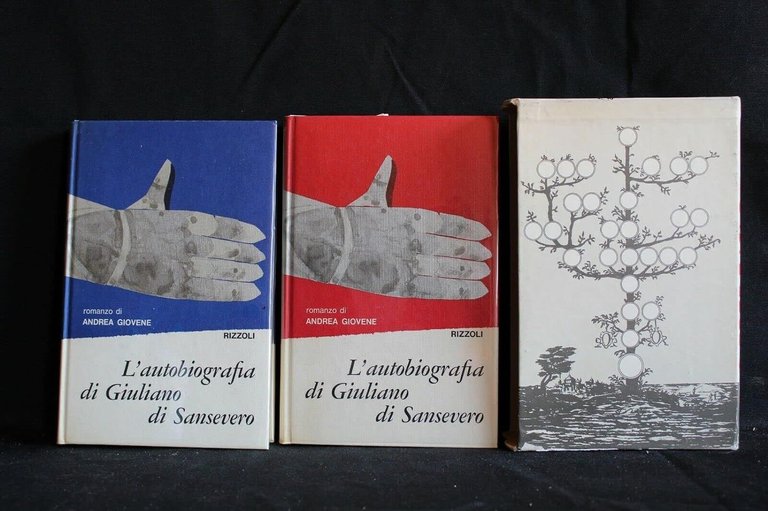 romanzo di
ANDREA GIOVENE
RIZZOLI
L'autobiografia
di Giuliano
di Sansevero
romanzo di
ANDREA GIOVENE
RIZZOLI
L'autobiografia
di Giuliano
di Sansevero